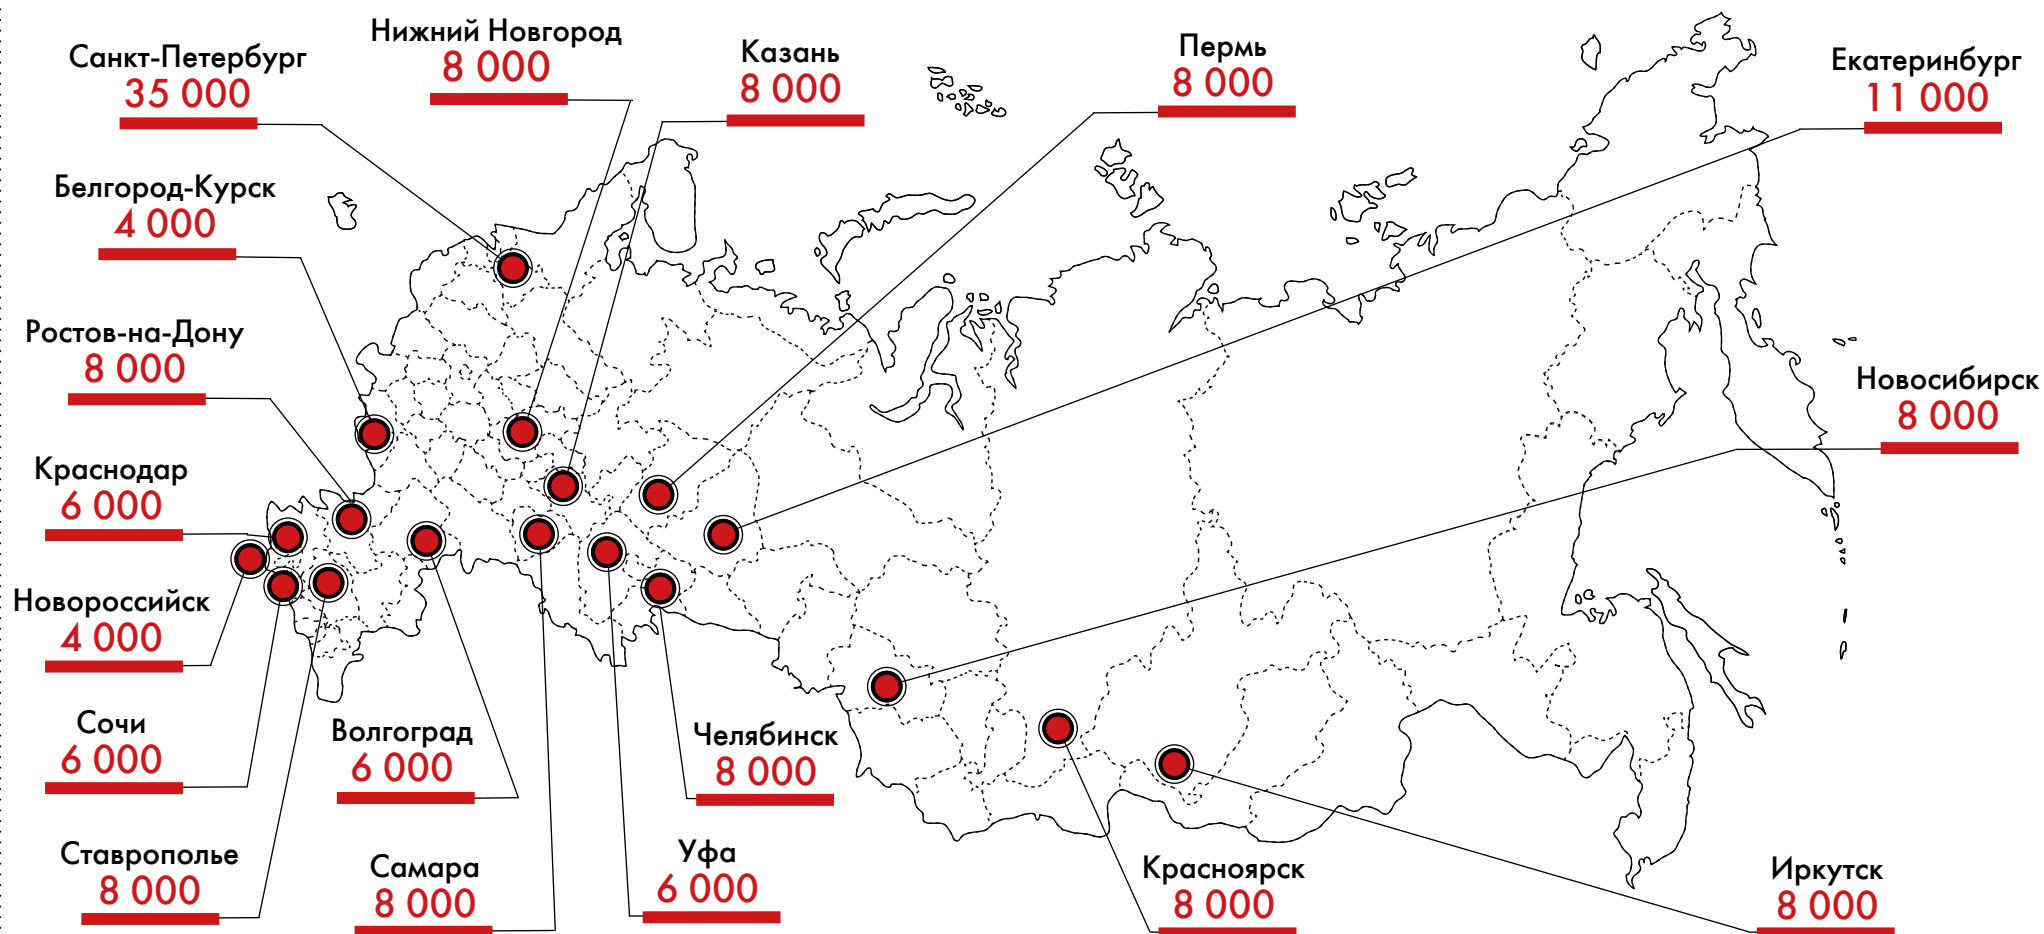 Санкт-Петербург
35 000
Нижний Новгород
8 000
Казань
8 000
Пермь
8 000
Екатеринбург
11 000
Белгород-Курск
4 000
Ростов-на-Дону
8 000
Новосибирск
8 000
Краснодар
6 000
Новороссийск
4 000
Сочи
6 000
Волгоград
6 000
Челябинск
8 000
Ставрополье
8 000
Самара
8 000
Уфа
6 000
Красноярск
8 000
Иркутск
8 000